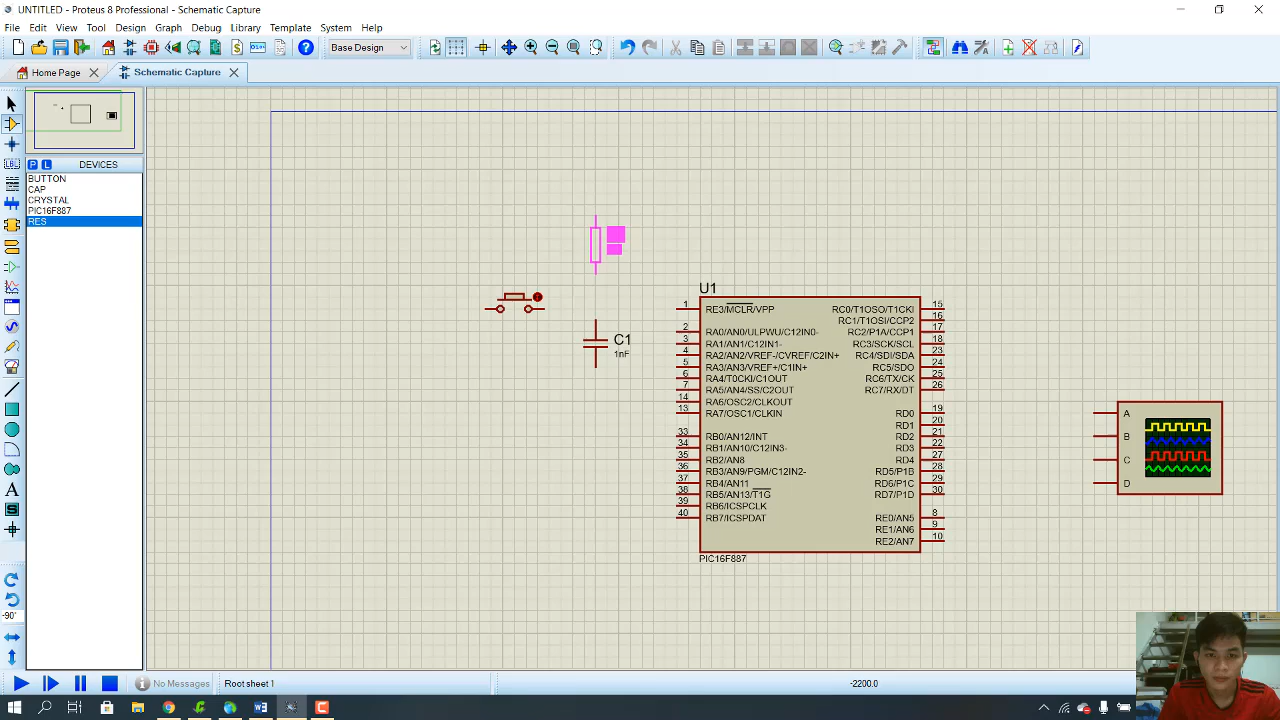 UNTITLED - Proteus 8 Professional - Schematic Capture
File Edit View Tool Design Graph Debug Library Template System Help
Base Design
Home Page
Schematic Capture
P L DEVICES
BUTTON
CAP
CRYSTAL
PIC16F887
RES
LBL
-90°
C1
1nF
U1
1 RE3/MCLR/VPP RC0/T1OSO/T1CKI 15
RC1/T1OSI/CCP2 16
2 RA0/AN0/ULPWU/C12IN0- RC2/P1A/CCP1 17
3 RA1/AN1/C12IN1- RC3/SCK/SCL 18
4 RA2/AN2/VREF-/CVREF/C2IN+ RC4/SDI/SDA 23
5 RA3/AN3/VREF+/C1IN+ RC5/SDO 24
6 RA4/T0CKI/C1OUT RC6/TX/CK 25
7 RA5/AN4/SS/C2OUT RC7/RX/DT 26
14 RA6/OSC2/CLKOUT
13 RA7/OSC1/CLKIN RD0 19
RD1 20
33 RB0/AN12/INT RD2 21
34 RB1/AN10/C12IN3- RD3 22
35 RB2/AN8 RD4 27
36 RB3/AN9/PGM/C12IN2- RD5/P1B 28
37 RB4/AN11 RD6/P1C 29
38 RB5/AN13/T1G RD7/P1D 30
39 RB6/ICSPCLK
40 RB7/ICSPDAT RE0/AN5 8
RE1/AN6 9
RE2/AN7 10
PIC16F887
A
B
C
D
No Messages
Root sheet 1
-2200.0